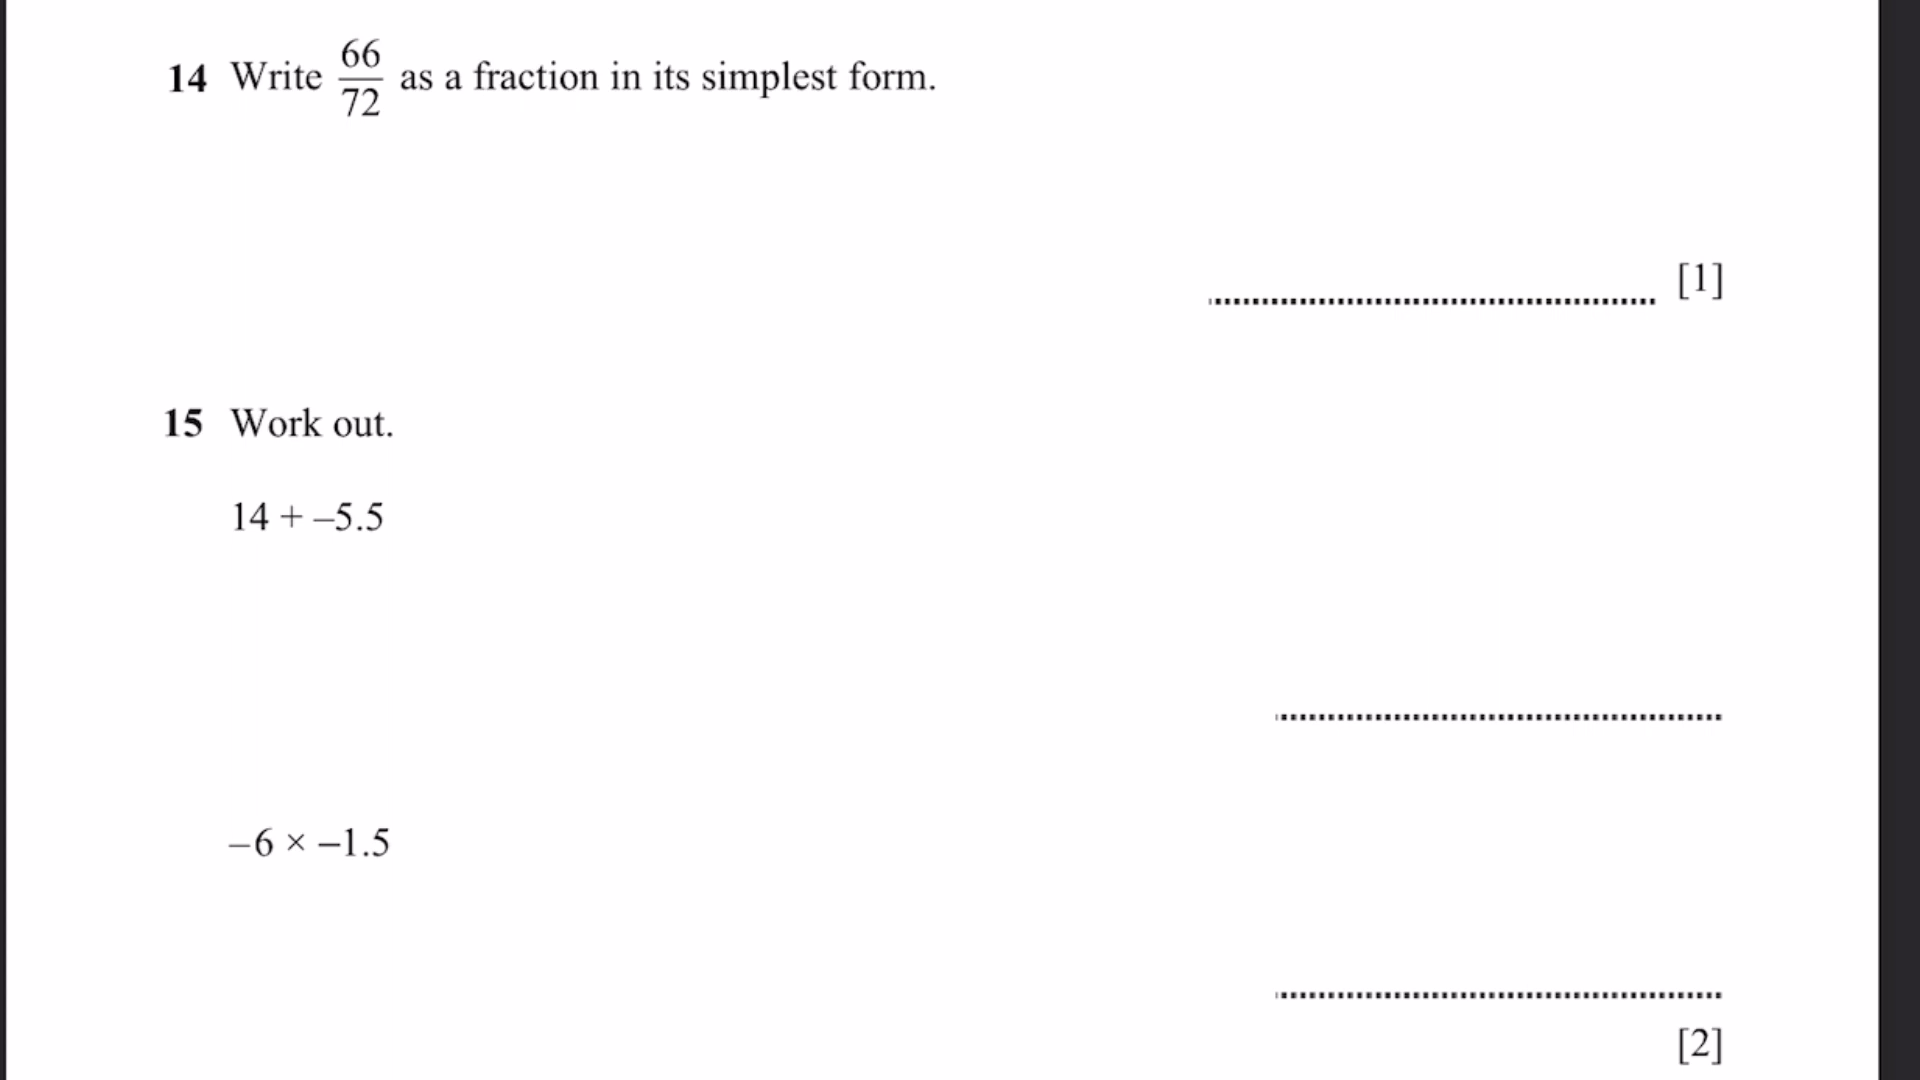 14 Write 66/72 as a fraction in its simplest form.
[1]
15 Work out.
14 + –5.5
–6 × –1.5
[2]